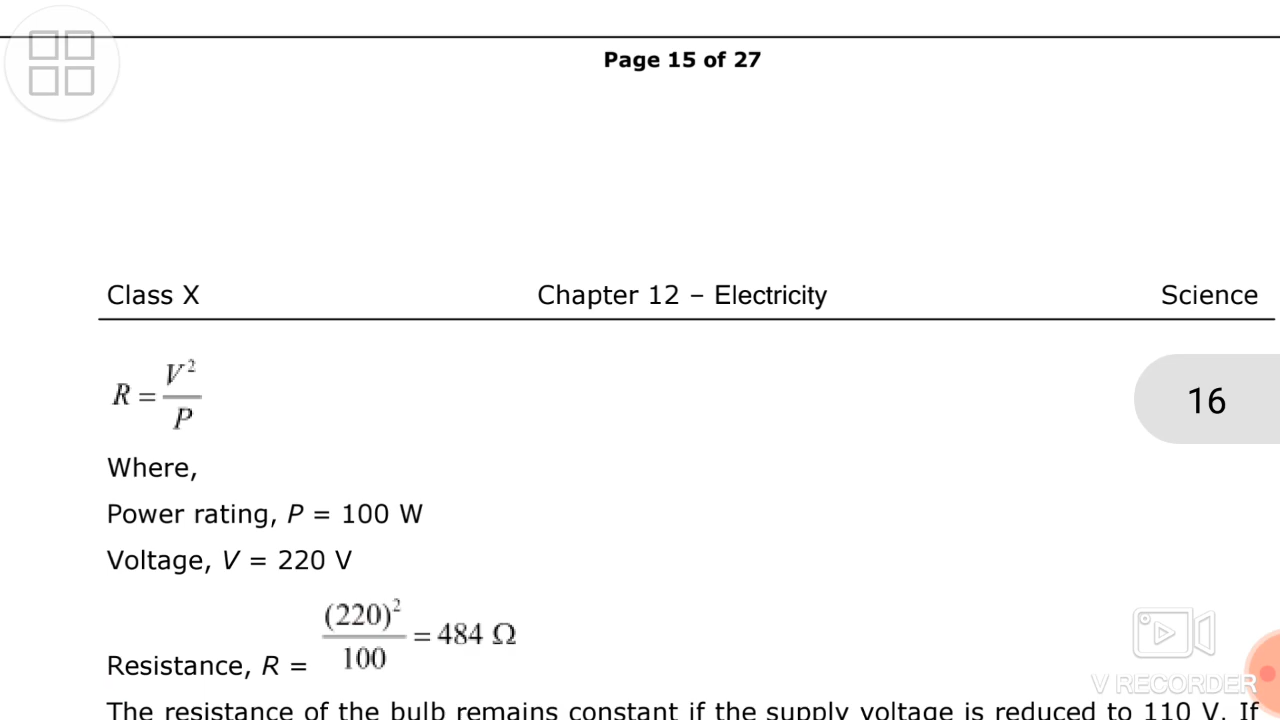 Page 15 of 27
Class X Chapter 12 – Electricity Science
R = V²/P
16
Where,
Power rating, P = 100 W
Voltage, V = 220 V
Resistance, R = (220)²/100 = 484 Ω
V RECORDER
The resistance of the bulb remains constant if the supply voltage is reduced to 110 V. If